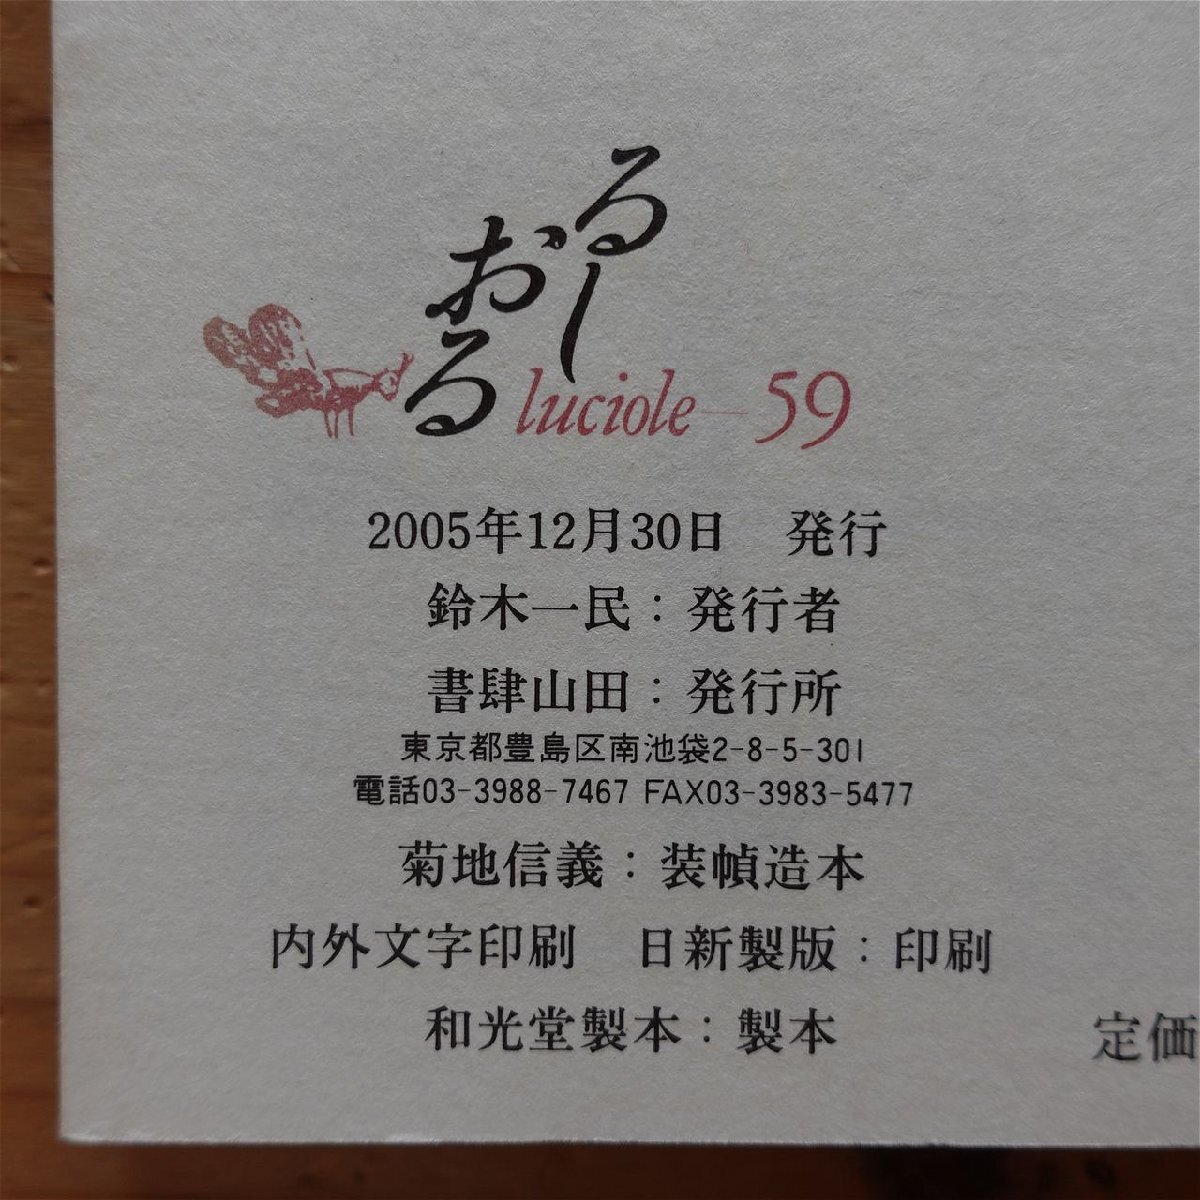 るしおる
luciole—59
2005年12月30日　発行
鈴木一民：発行者
書肆山田：発行所
東京都豊島区南池袋2-8-5-301
電話03-3988-7467 FAX03-3983-5477
菊地信義：装幀造本
内外文字印刷　日新製版：印刷
和光堂製本：製本
定価